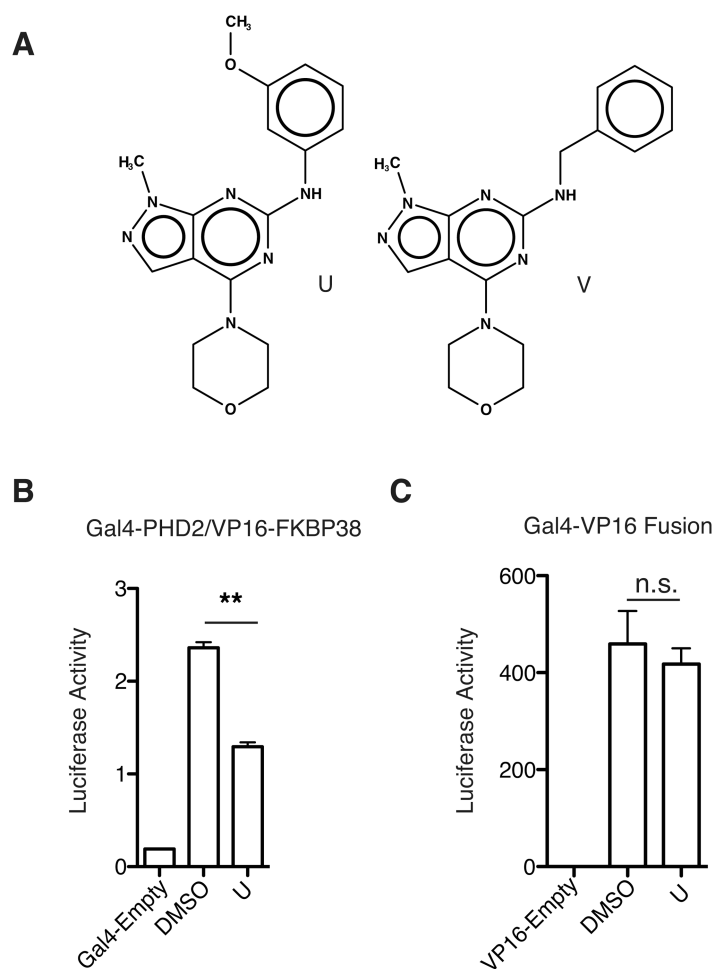 A
CH₃
O
H₃C
N
N
NH
N
N
U
N
O
H₃C
N
N
NH
N
N
V
N
O
B
Gal4-PHD2/VP16-FKBP38
Luciferase Activity
3
2
1
0
**
Gal4-Empty
DMSO
U
C
Gal4-VP16 Fusion
Luciferase Activity
600
400
200
0
n.s.
VP16-Empty
DMSO
U